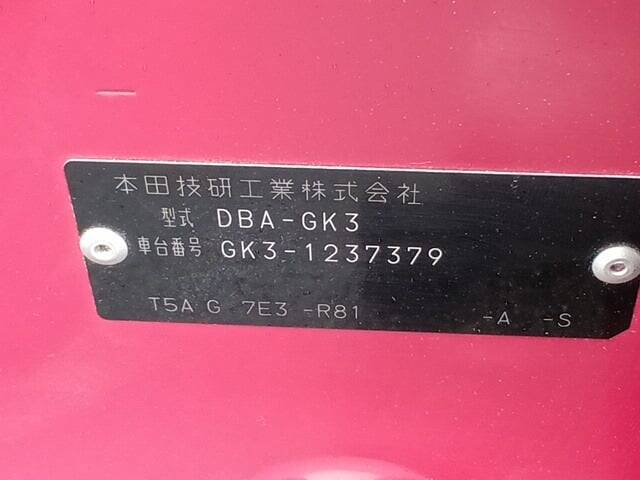 本田技研工業株式会社
型式 DBA-GK3
車台番号 GK3-1237379
T5A G 7E3 -R81 -A -S